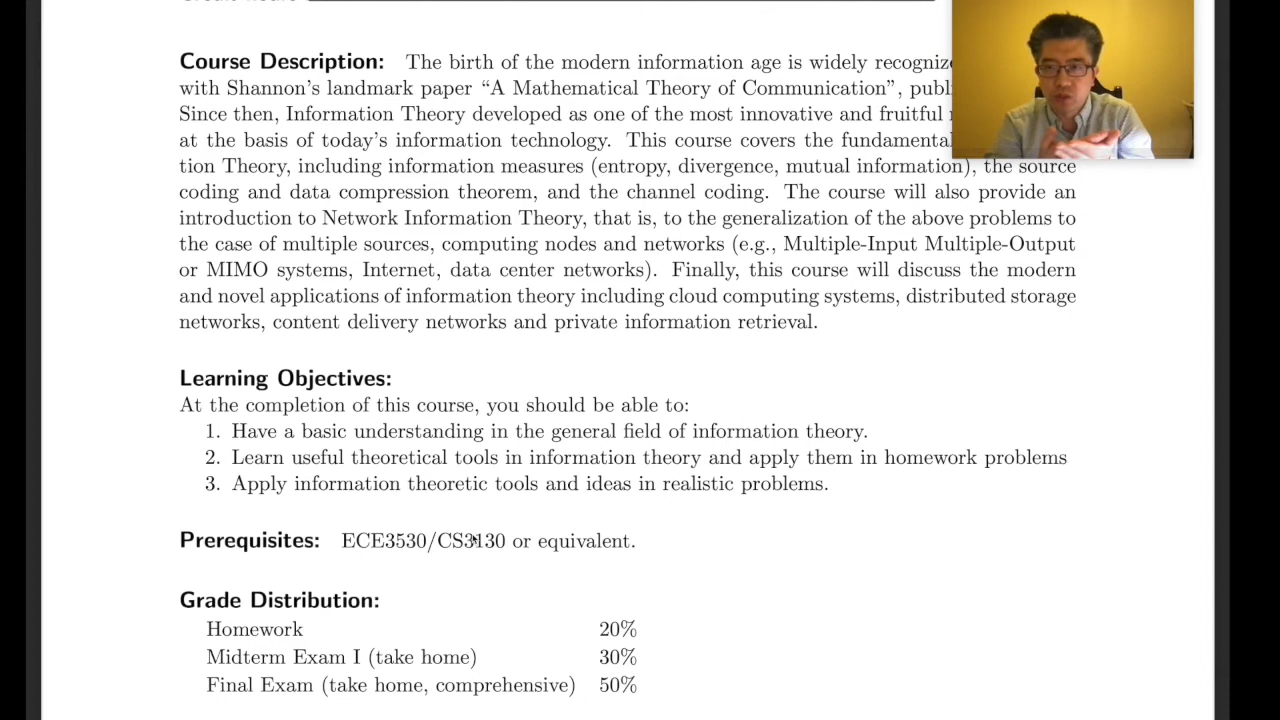 Course Description: The birth of the modern information age is widely
with Shannon's landmark paper “A Mathematical Theory of Communication”,
Since then, Information Theory developed as one of the most innovative and fruitful
at the basis of today's information technology. This course covers the
tion Theory, including information measures (entropy, divergence, mutual information), the source
coding and data compression theorem, and the channel coding. The course will also provide an
introduction to Network Information Theory, that is, to the generalization of the above problems to
the case of multiple sources, computing nodes and networks (e.g., Multiple-Input Multiple-Output
or MIMO systems, Internet, data center networks). Finally, this course will discuss the modern
and novel applications of information theory including cloud computing systems, distributed storage
networks, content delivery networks and private information retrieval.
Learning Objectives:
At the completion of this course, you should be able to:
1. Have a basic understanding in the general field of information theory.
2. Learn useful theoretical tools in information theory and apply them in homework problems
3. Apply information theoretic tools and ideas in realistic problems.
Prerequisites: ECE3530/CS3130 or equivalent.
Grade Distribution:
Homework 20%
Midterm Exam I (take home) 30%
Final Exam (take home, comprehensive) 50%